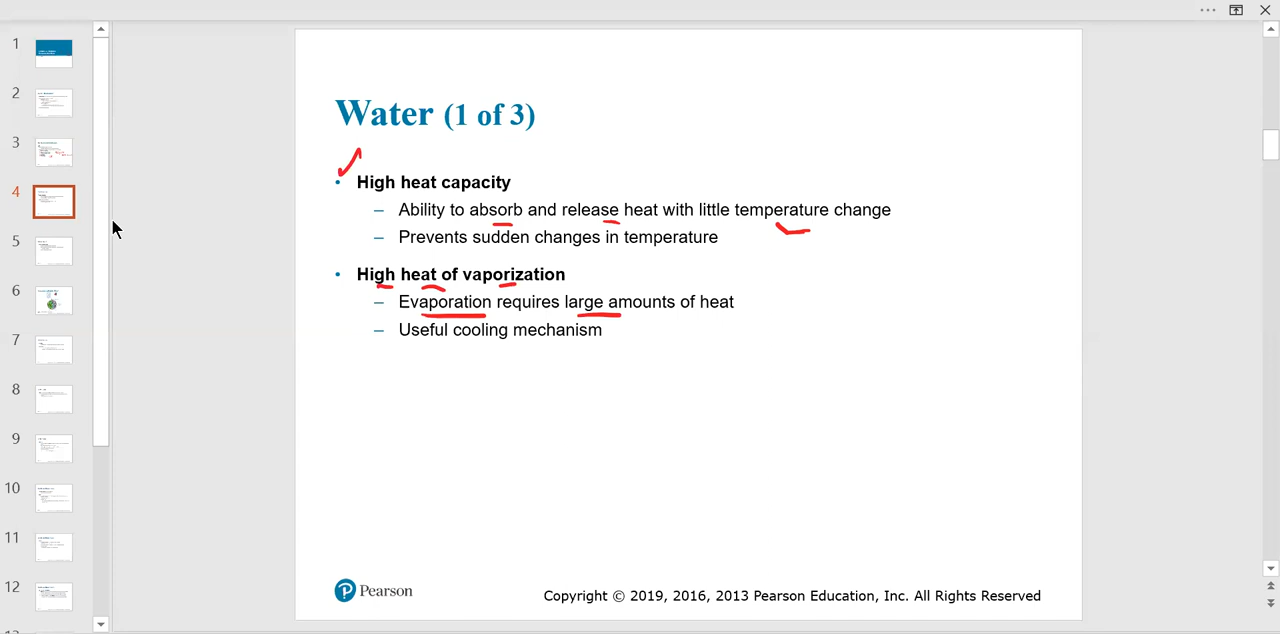 1
2
3
4
5
6
7
8
9
10
11
12
Water (1 of 3)
• High heat capacity
– Ability to absorb and release heat with little temperature change
– Prevents sudden changes in temperature
• High heat of vaporization
– Evaporation requires large amounts of heat
– Useful cooling mechanism
Pearson
Copyright © 2019, 2016, 2013 Pearson Education, Inc. All Rights Reserved